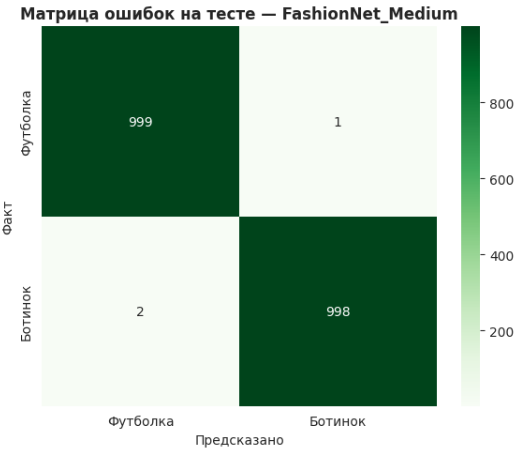 Матрица ошибок на тесте — FashionNet_Medium
Футболка
999
1
800
600
Факт
400
Ботинок
2
998
200
Футболка
Ботинок
Предсказано